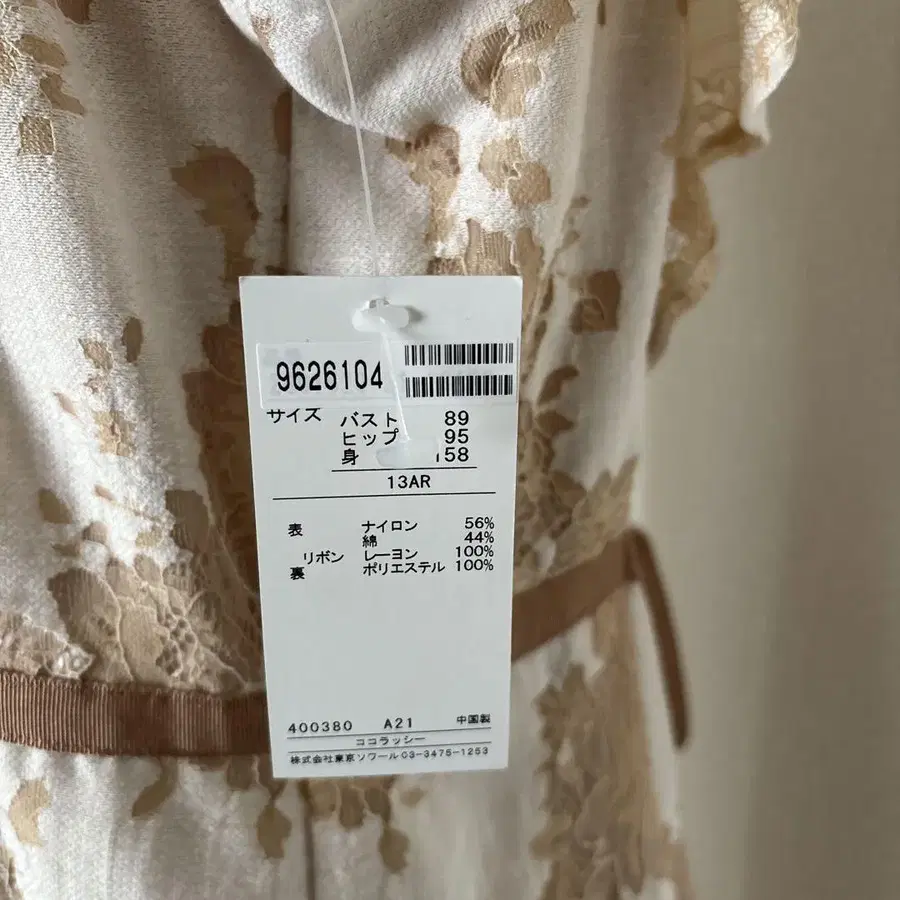 9626104
サイズ バスト 89
ヒップ 95
身 158
13AR
表 ナイロン 56%
綿 44%
リボン レーヨン 100%
裏 ポリエステル 100%
400380 A21 中国製
ココラッシー
株式会社東京ソワール 03-3475-1253